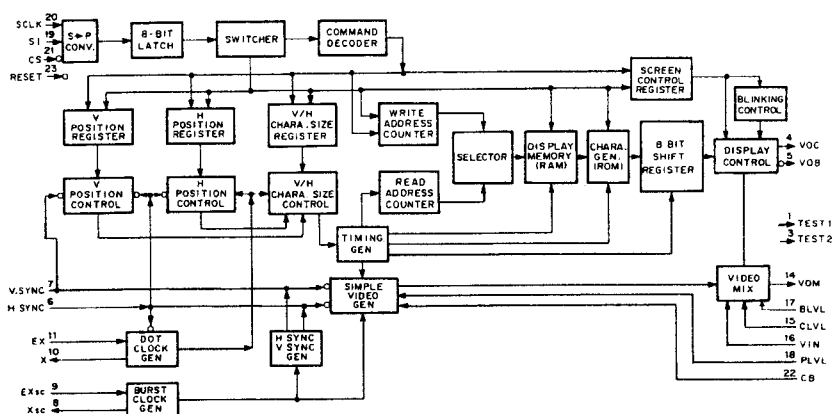 SCLK 20
SI 19
CS 21
RESET 23
S↔P
CONV.
8-BIT
LATCH
SWITCHER
COMMAND
DECODER
SCREEN
CONTROL
REGISTER
BLINKING
CONTROL
V
POSITION
REGISTER
H
POSITION
REGISTER
V/H
CHARA. SIZE
REGISTER
WRITE
ADDRESS
COUNTER
SELECTOR
DISPLAY
MEMORY
(RAM)
CHARA.
GEN.
(ROM)
8 BIT
SHIFT
REGISTER
DISPLAY
CONTROL
4 VOC
5 VOB
V
POSITION
CONTROL
H
POSITION
CONTROL
V/H
CHARA SIZE
CONTROL
READ
ADDRESS
COUNTER
TIMING
GEN
1 TEST1
3 TEST2
V.SYNC 7
H SYNC 6
SIMPLE
VIDEO
GEN
VIDEO
MIX
14 VOM
17 BLVL
15 CLVL
16 VIN
18 PLVL
22 CB
EX 11
X 10
DOT
CLOCK
GEN
H SYNC
V SYNC
GEN
EXsc 9
Xsc 8
BURST
CLOCK
GEN